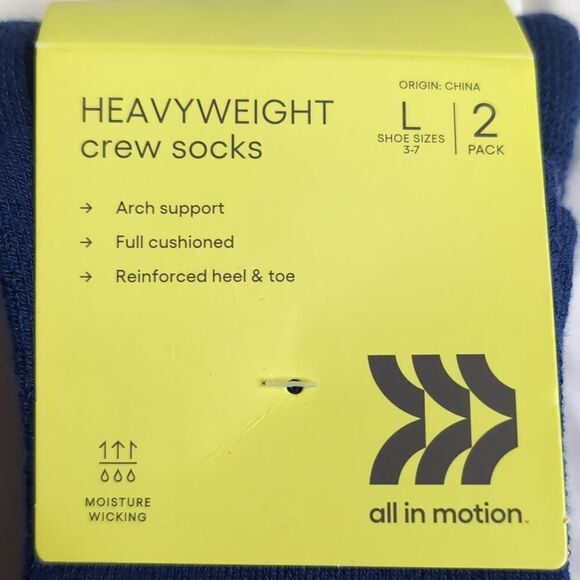 ORIGIN: CHINA
HEAVYWEIGHT
crew socks
L
SHOE SIZES
3-7
2
PACK
→ Arch support
→ Full cushioned
→ Reinforced heel & toe
MOISTURE
WICKING
all in motion™